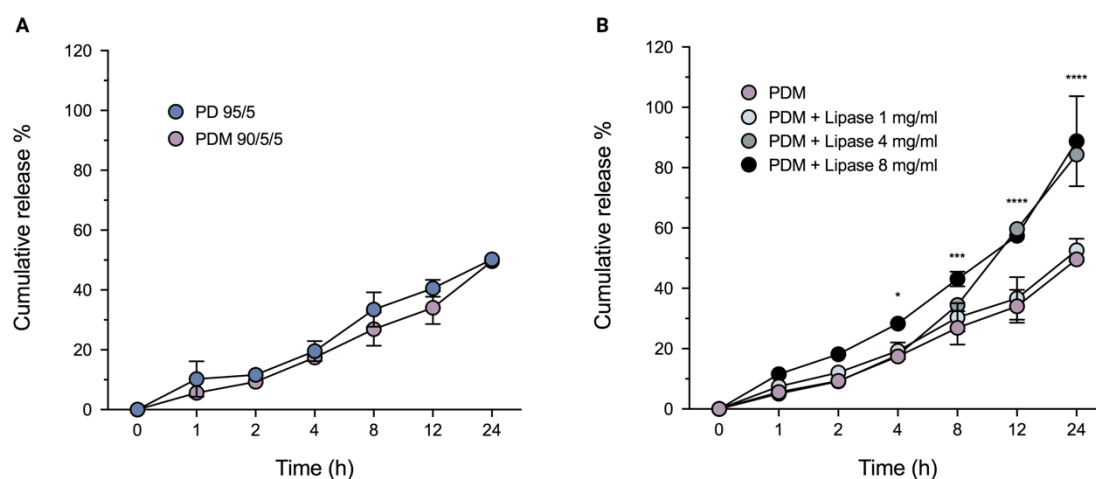 A
120
100
80
60
40
20
0
Cumulative release %
PD 95/5
PDM 90/5/5
0 1 2 4 8 12 24
Time (h)
B
120
100
80
60
40
20
0
Cumulative release %
PDM
PDM + Lipase 1 mg/ml
PDM + Lipase 4 mg/ml
PDM + Lipase 8 mg/ml
*
***
****
****
0 1 2 4 8 12 24
Time (h)